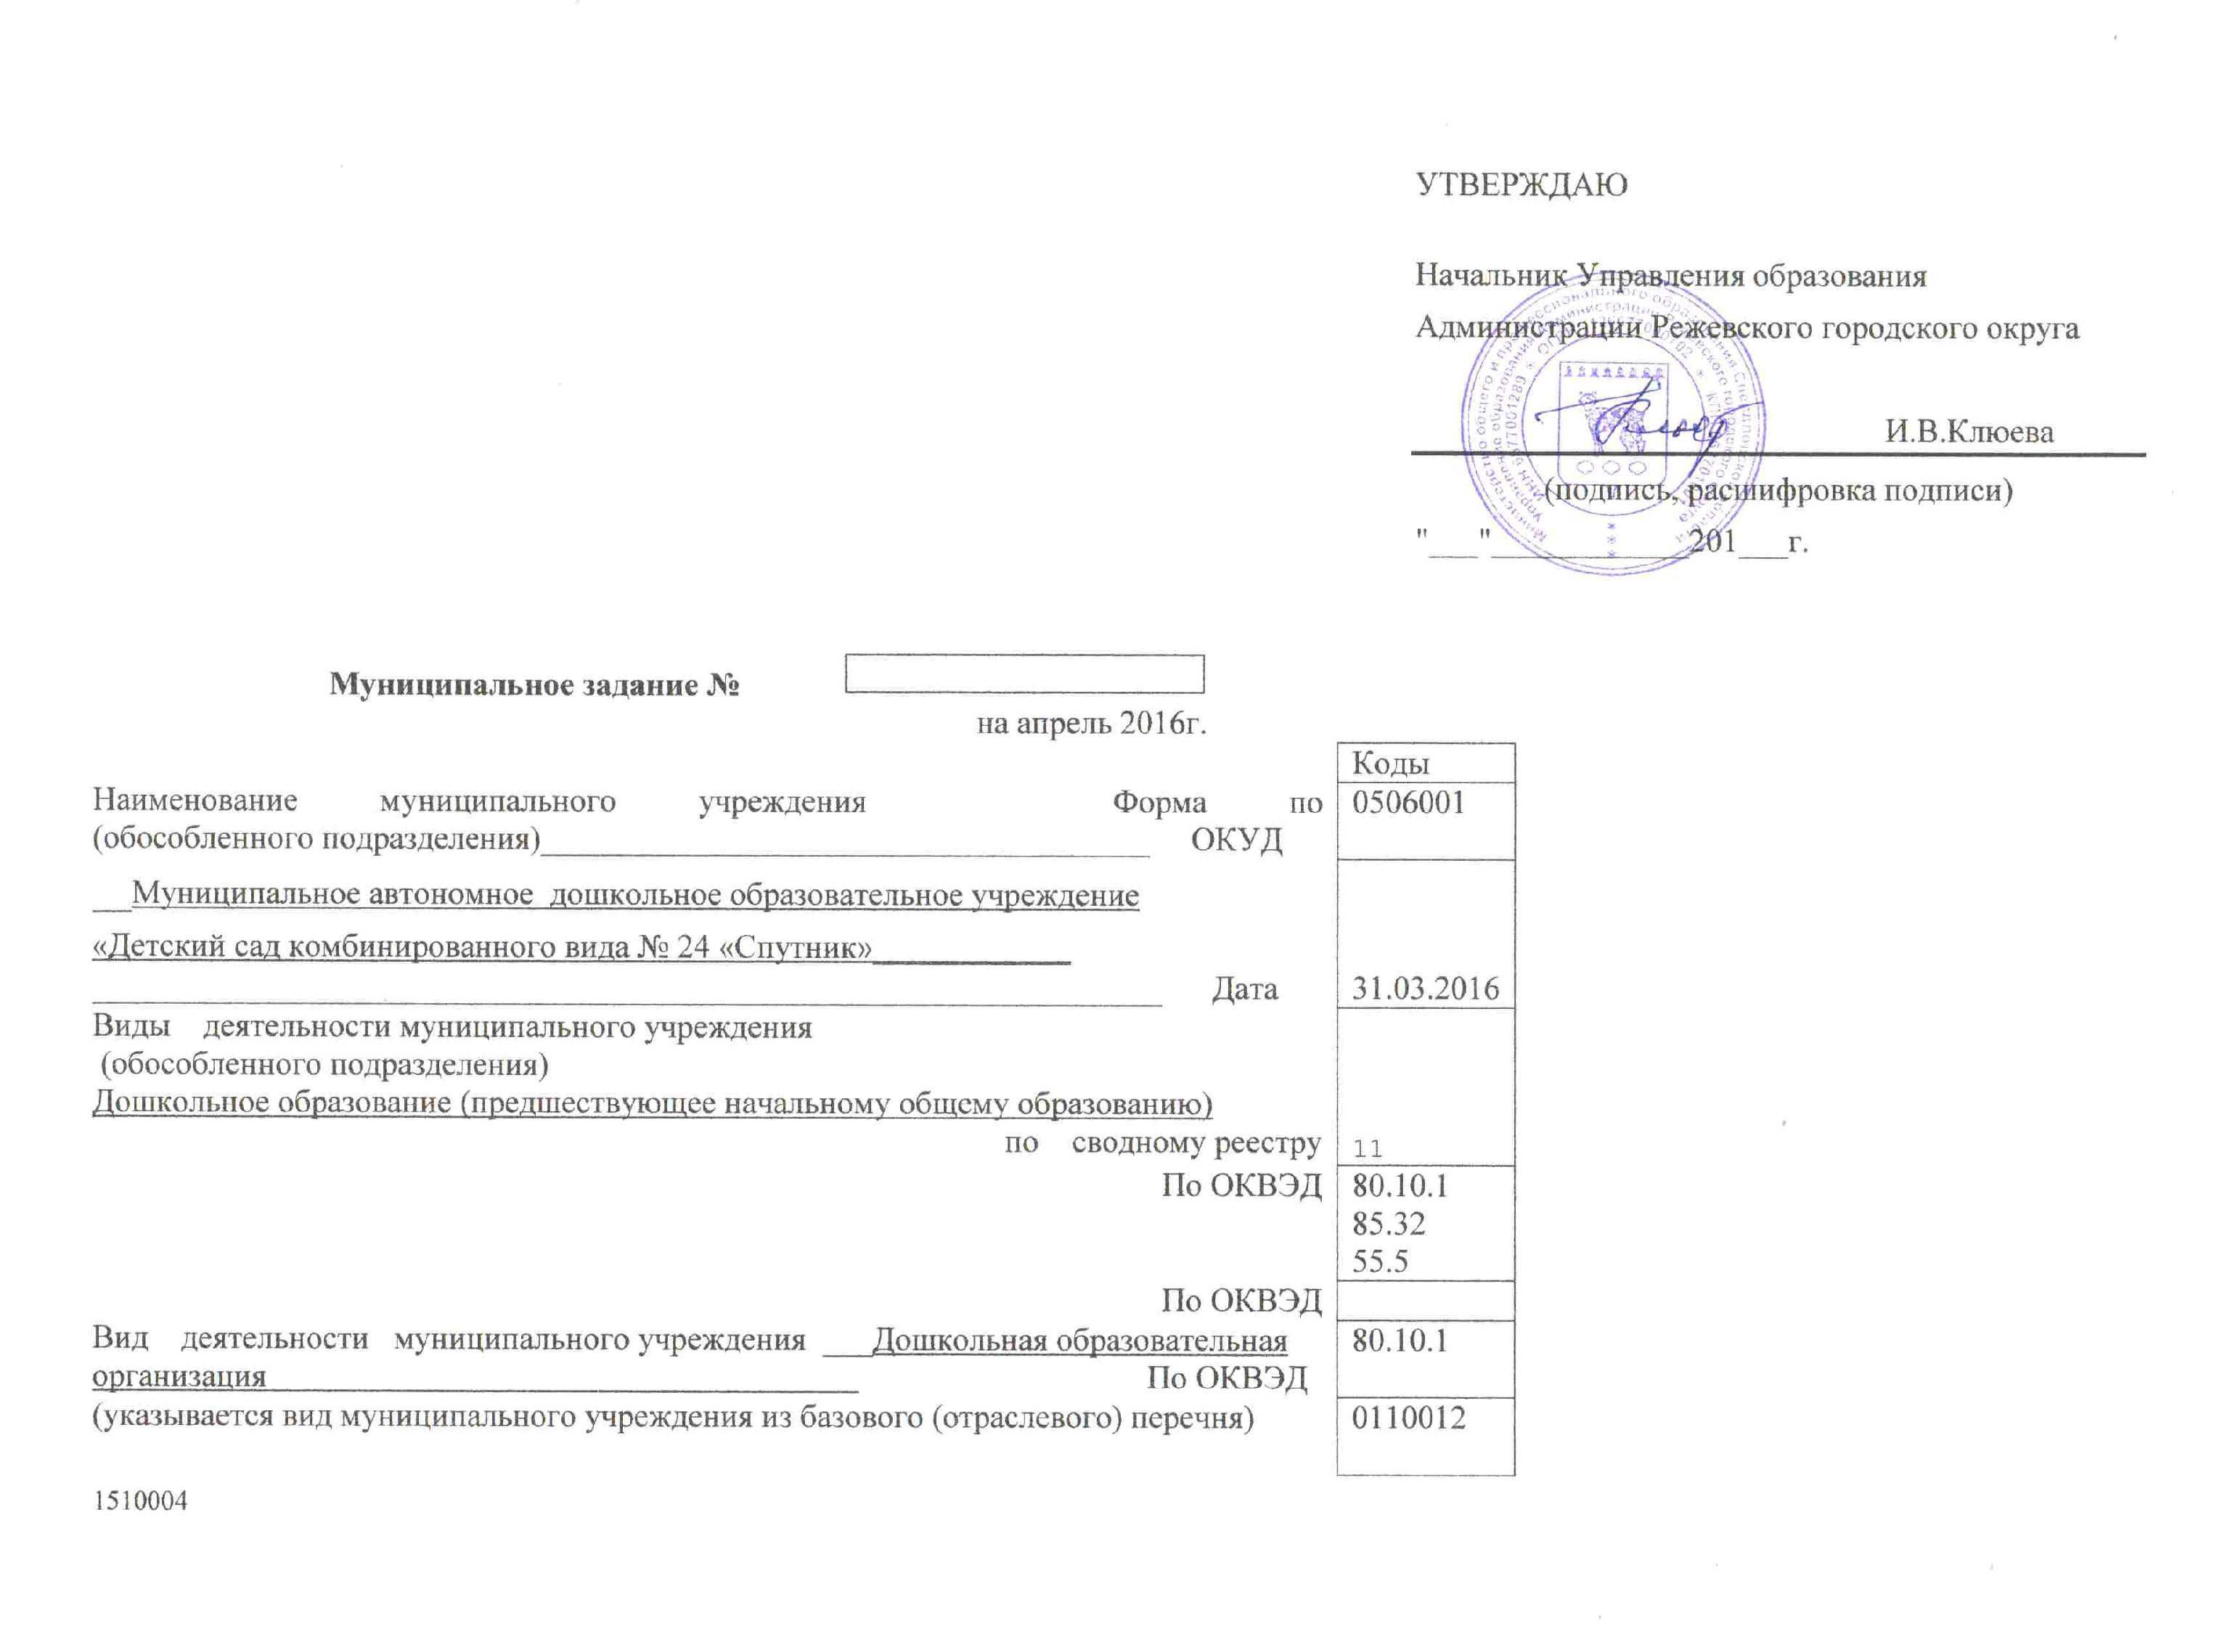 УТВЕРЖДАЮ
Начальник Управления образования
Администрации Режевского городского округа
И.В.Клюева
(подпись, расшифровка подписи)
"___"____________201___г.
Муниципальное задание №
на апрель 2016г.
Коды
Наименование муниципального учреждения Форма по 0506001
(обособленного подразделения)____________________ ОКУД
Муниципальное автономное дошкольное образовательное учреждение
«Детский сад комбинированного вида № 24 «Спутник»
Дата 31.03.2016
Виды деятельности муниципального учреждения
(обособленного подразделения)
Дошкольное образование (предшествующее начальному общему образованию)
по сводному реестру 11
По ОКВЭД 80.10.1
85.32
55.5
По ОКВЭД
Вид деятельности муниципального учреждения ___Дошкольная образовательная 80.10.1
организация По ОКВЭД
(указывается вид муниципального учреждения из базового (отраслевого) перечня) 0110012
1510004